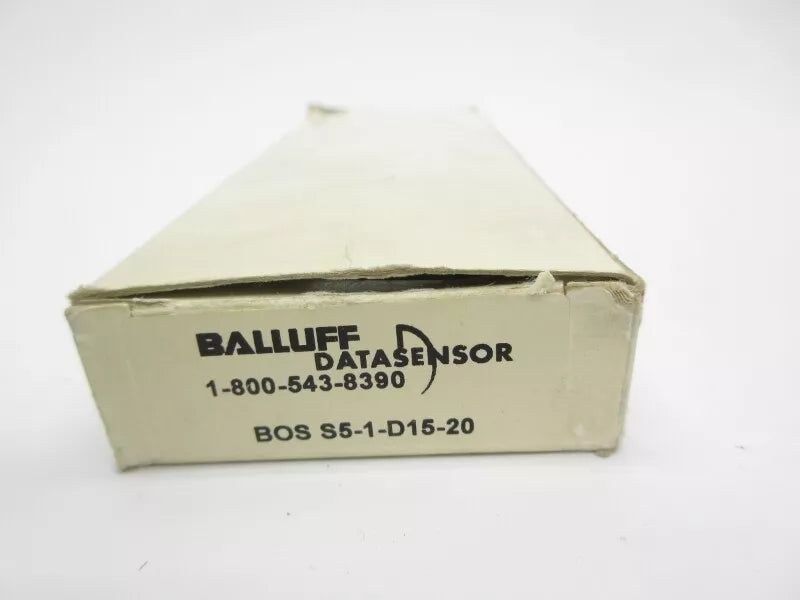 BALLUFF
DATASENSOR
1-800-543-8390
BOS S5-1-D15-20